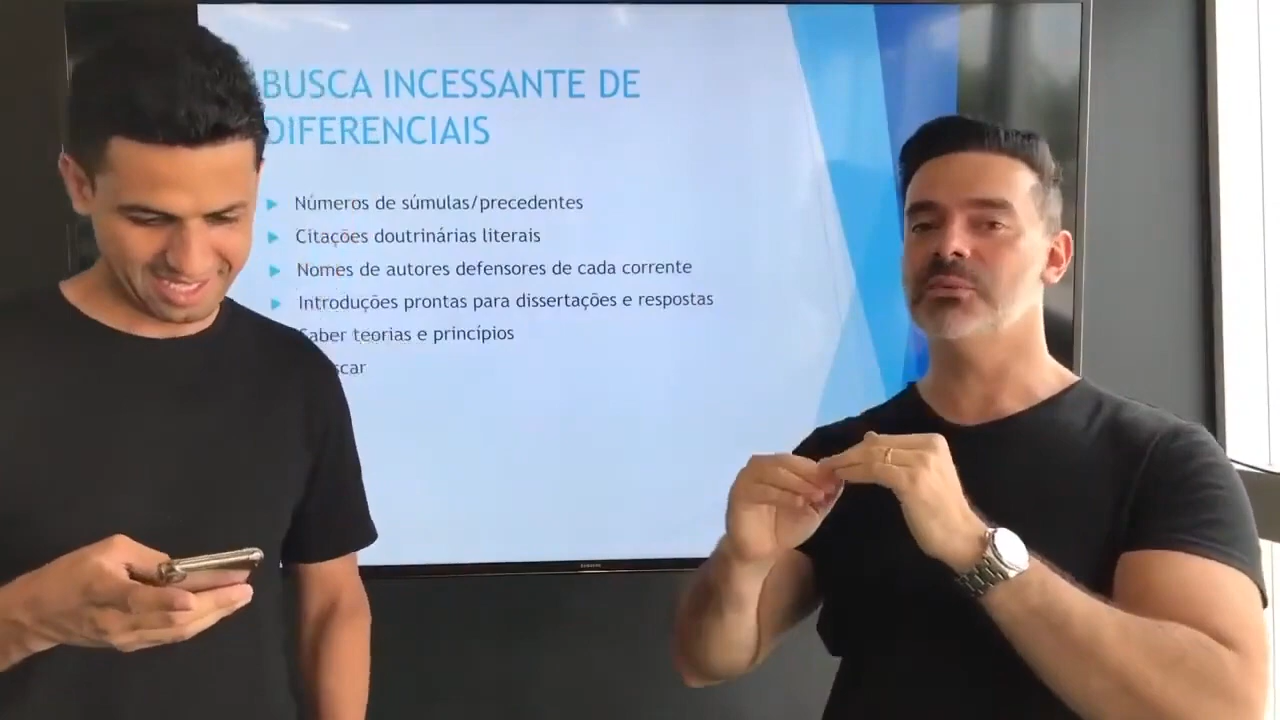 BUSCA INCESSANTE DE
DIFERENCIAIS
Números de súmulas/precedentes
Citações doutrinárias literais
Nomes de autores defensores de cada corrente
Introduções prontas para dissertações e respostas
Saber teorias e princípios
SAMSUNG